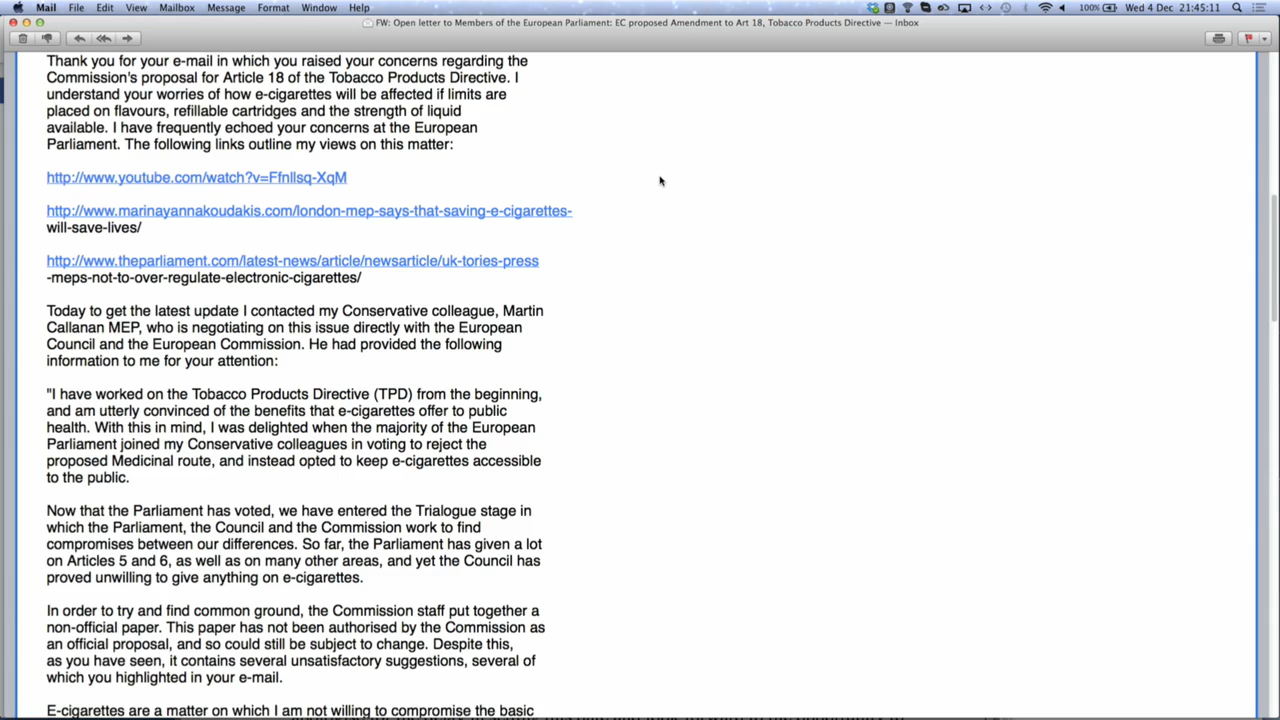 Mail File Edit View Mailbox Message Format Window Help 100% Wed 4 Dec 21:45:11
FW: Open letter to Members of the European Parliament: EC proposed Amendment to Art 18, Tobacco Products Directive — Inbox
Thank you for your e-mail in which you raised your concerns regarding the
Commission's proposal for Article 18 of the Tobacco Products Directive. I
understand your worries of how e-cigarettes will be affected if limits are
placed on flavours, refillable cartridges and the strength of liquid
available. I have frequently echoed your concerns at the European
Parliament. The following links outline my views on this matter:
http://www.youtube.com/watch?v=Ffnllsq-XqM
http://www.marinayannakoudakis.com/london-mep-says-that-saving-e-cigarettes-
will-save-lives/
http://www.theparliament.com/latest-news/article/newsarticle/uk-tories-press
-meps-not-to-over-regulate-electronic-cigarettes/
Today to get the latest update I contacted my Conservative colleague, Martin
Callanan MEP, who is negotiating on this issue directly with the European
Council and the European Commission. He had provided the following
information to me for your attention:
"I have worked on the Tobacco Products Directive (TPD) from the beginning,
and am utterly convinced of the benefits that e-cigarettes offer to public
health. With this in mind, I was delighted when the majority of the European
Parliament joined my Conservative colleagues in voting to reject the
proposed Medicinal route, and instead opted to keep e-cigarettes accessible
to the public.
Now that the Parliament has voted, we have entered the Trialogue stage in
which the Parliament, the Council and the Commission work to find
compromises between our differences. So far, the Parliament has given a lot
on Articles 5 and 6, as well as on many other areas, and yet the Council has
proved unwilling to give anything on e-cigarettes.
In order to try and find common ground, the Commission staff put together a
non-official paper. This paper has not been authorised by the Commission as
an official proposal, and so could still be subject to change. Despite this,
as you have seen, it contains several unsatisfactory suggestions, several of
which you highlighted in your e-mail.
E-cigarettes are a matter on which I am not willing to compromise the basic